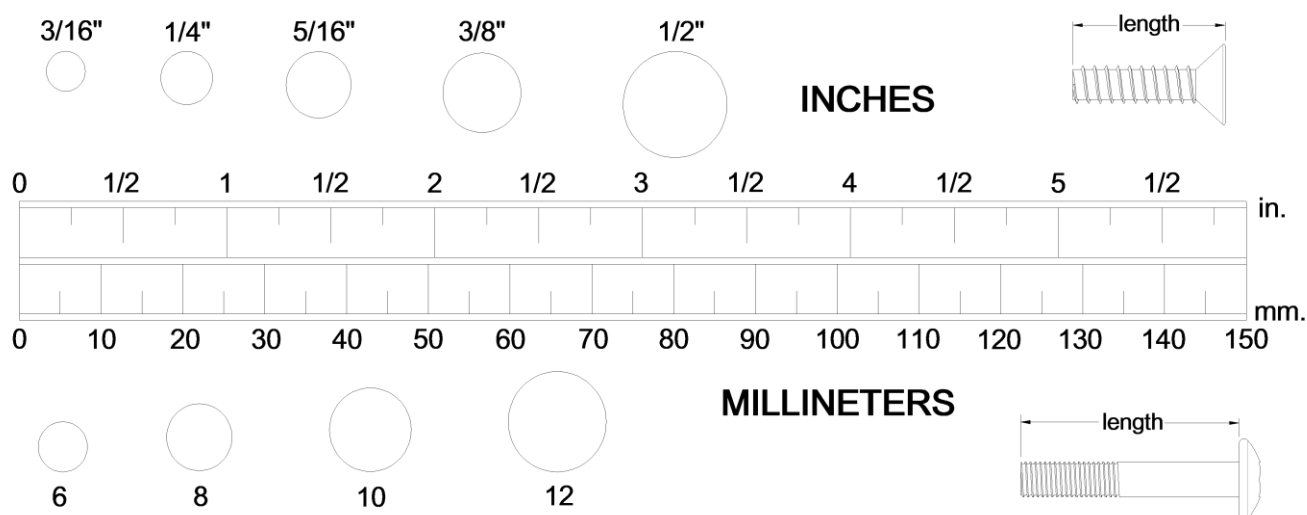 3/16" 1/4" 5/16" 3/8" 1/2" length
INCHES
0 1/2 1 1/2 2 1/2 3 1/2 4 1/2 5 1/2
in.
mm.
0 10 20 30 40 50 60 70 80 90 100 110 120 130 140 150
MILLINETERS
length
6 8 10 12